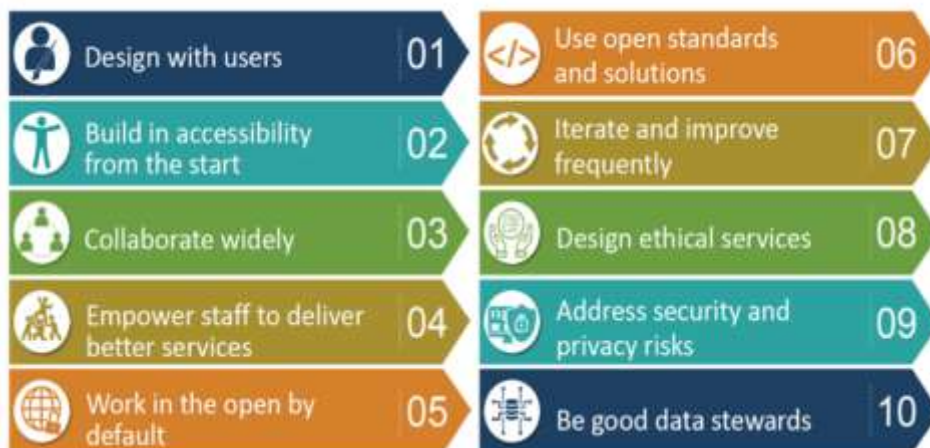 Design with users 01
Build in accessibility
from the start 02
Collaborate widely 03
Empower staff to deliver
better services 04
Work in the open by
default 05
</> Use open standards
and solutions 06
Iterate and improve
frequently 07
Design ethical services 08
Address security and
privacy risks 09
Be good data stewards 10